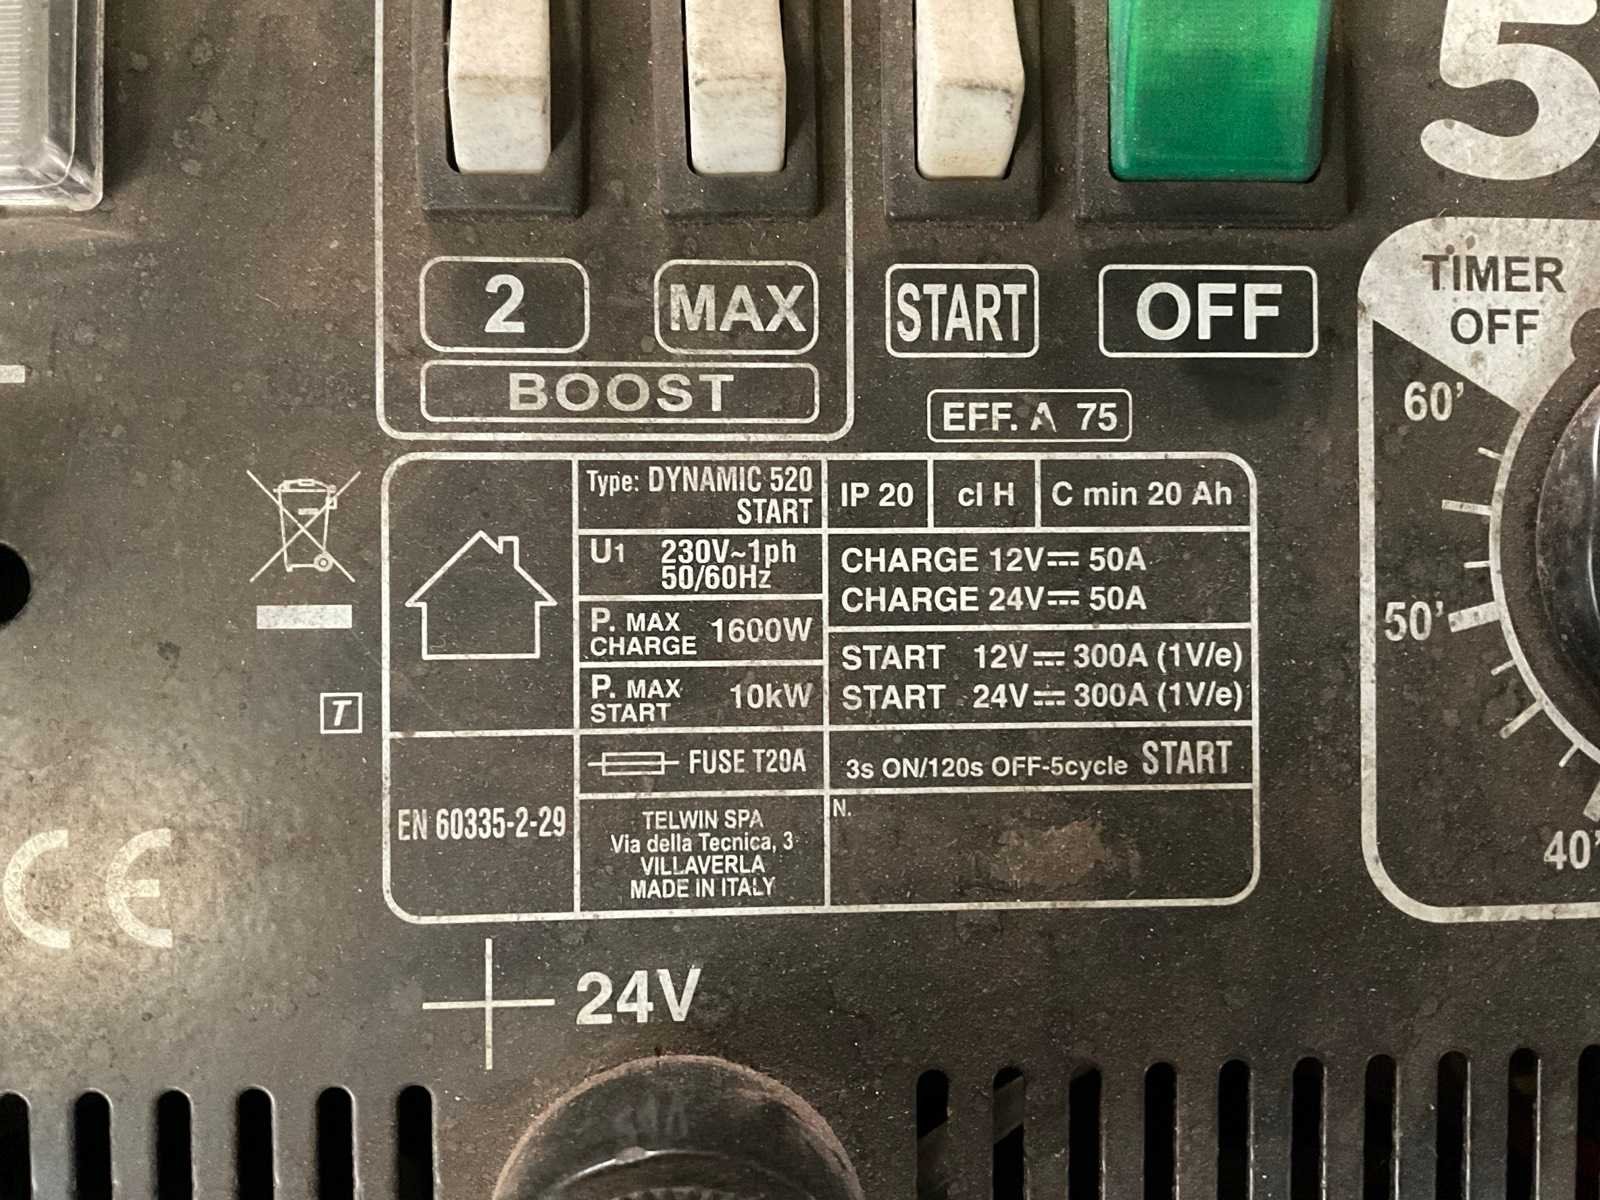 5
2
MAX
START
OFF
BOOST
EFF. A 75
TIMER
OFF
60'
50'
40'
Type: DYNAMIC 520
START
IP 20
cl H
C min 20 Ah
U1 230V~1ph
50/60Hz
CHARGE 12V⎓ 50A
CHARGE 24V⎓ 50A
P. MAX
CHARGE 1600W
START 12V⎓ 300A (1V/e)
START 24V⎓ 300A (1V/e)
P. MAX
START 10kW
T
FUSE T20A
3s ON/120s OFF-5cycle START
EN 60335-2-29
TELWIN SPA
Via della Tecnica, 3
VILLAVERLA
MADE IN ITALY
N.
CE
+ 24V